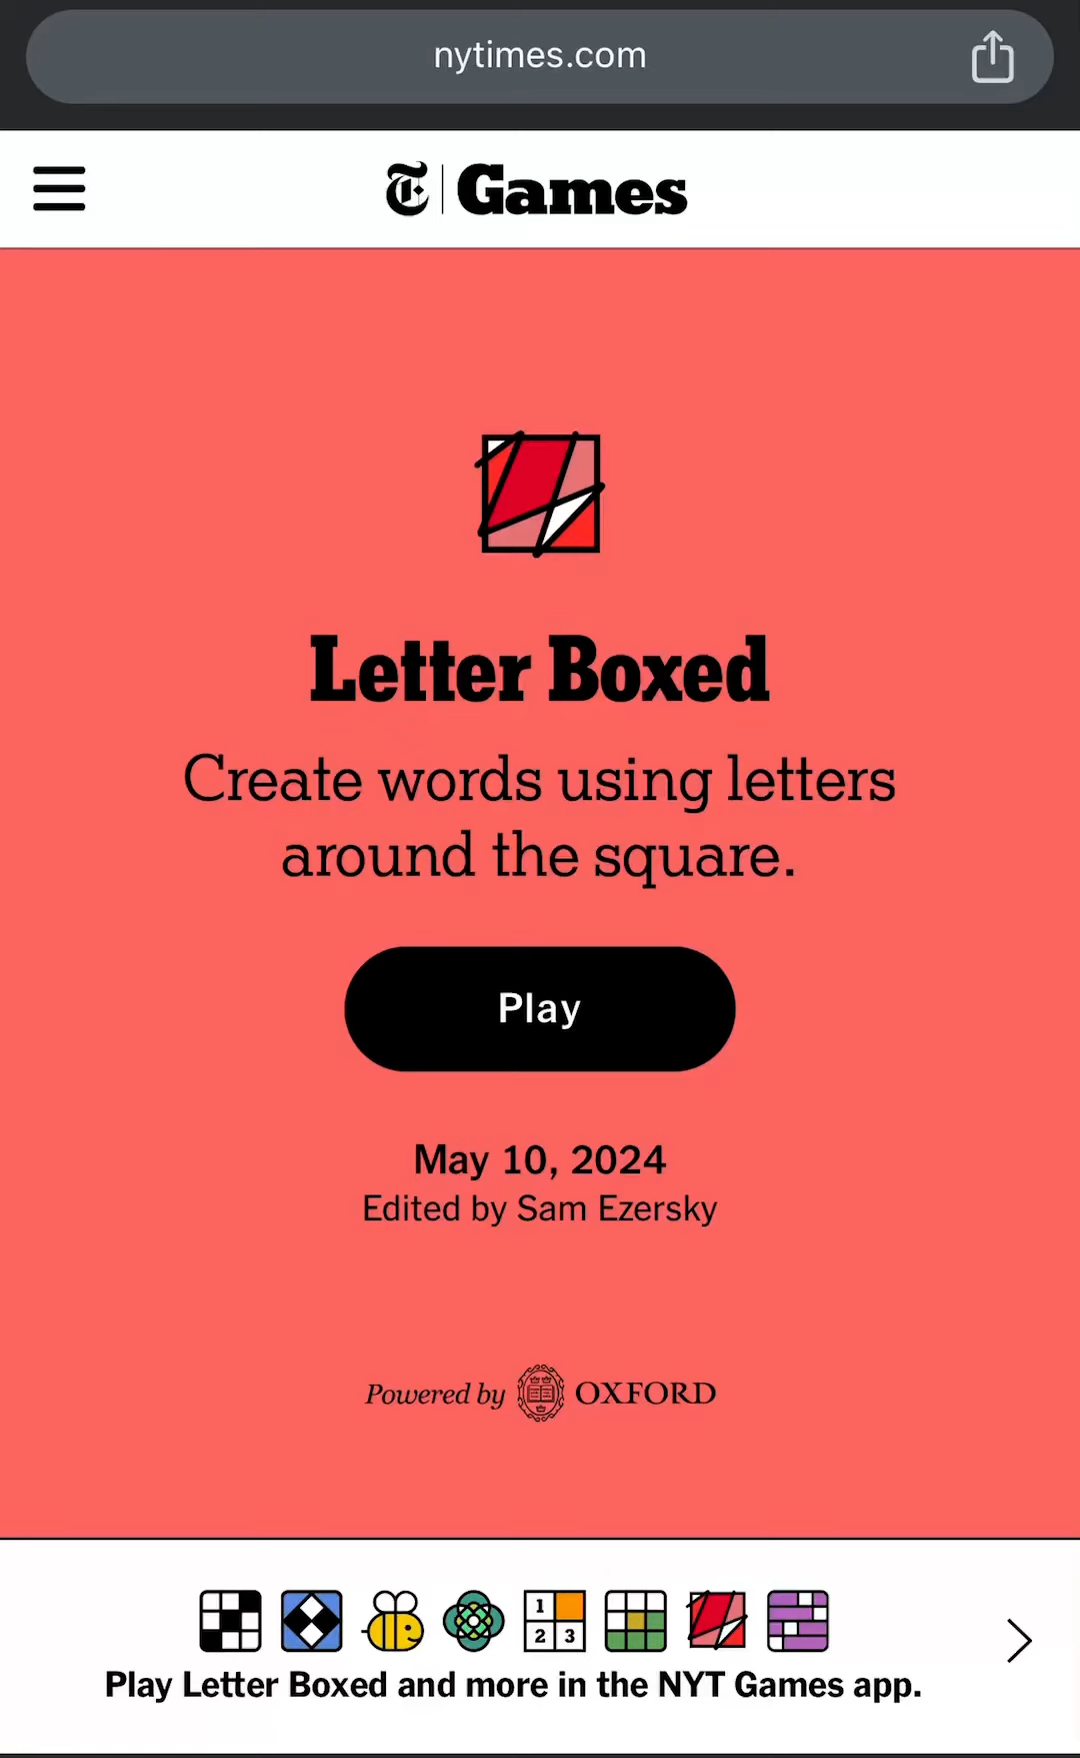 nytimes.com
T Games
Letter Boxed
Create words using letters
around the square.
Play
May 10, 2024
Edited by Sam Ezersky
Powered by OXFORD
1
2 3
Play Letter Boxed and more in the NYT Games app.